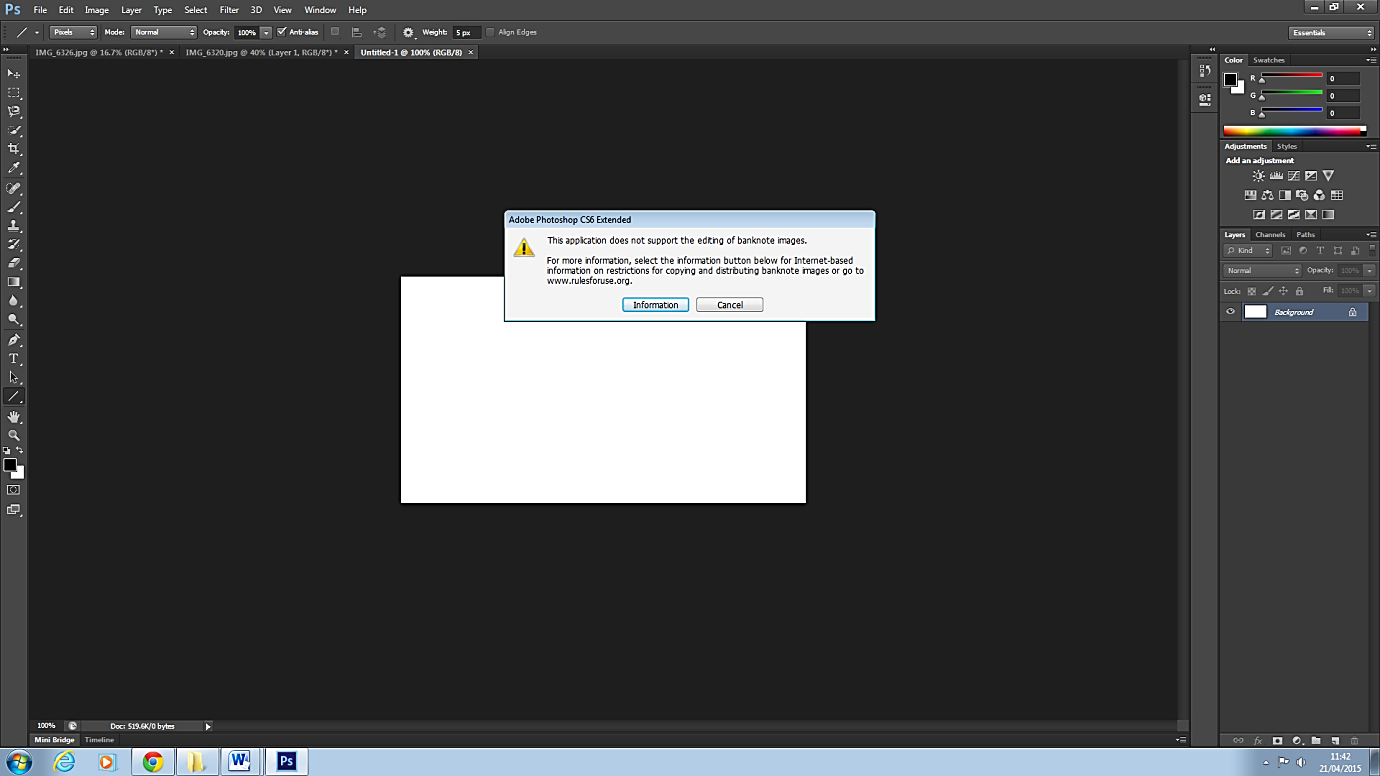 Ps File Edit Image Layer Type Select Filter 3D View Window Help
Pixels Mode: Normal Opacity: 100% Anti-alias Weight: 5 px Align Edges Essentials
IMG_6326.jpg @ 16.7% (RGB/8*) * × IMG_6320.jpg @ 40% (Layer 1, RGB/8*) * × Untitled-1 @ 100% (RGB/8) ×
Color Swatches
R 0
G 0
B 0
Adjustments Styles
Add an adjustment
Adobe Photoshop CS6 Extended
This application does not support the editing of banknote images.
For more information, select the information button below for Internet-based
information on restrictions for copying and distributing banknote images or go to
www.rulesforuse.org.
Information Cancel
Layers Channels Paths
Kind
Normal Opacity: 100%
Lock: Fill: 100%
Background
100% Doc: 519.6K/0 bytes
Mini Bridge Timeline
W Ps
11:42
21/04/2015